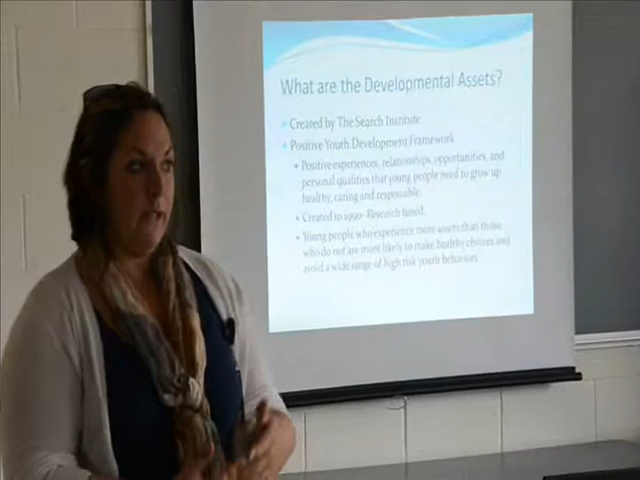 What are the Developmental Assets?
Created by The Search Institute
Positive Youth Development Framework
Positive experiences, relationships, opportunities, and
personal qualities that young people need to grow up
healthy, caring and responsible.
Created in 1990- Research based.
Young people who experience more assets than those
who do not are more likely to make healthy choices and
avoid a wide range of high risk youth behaviors